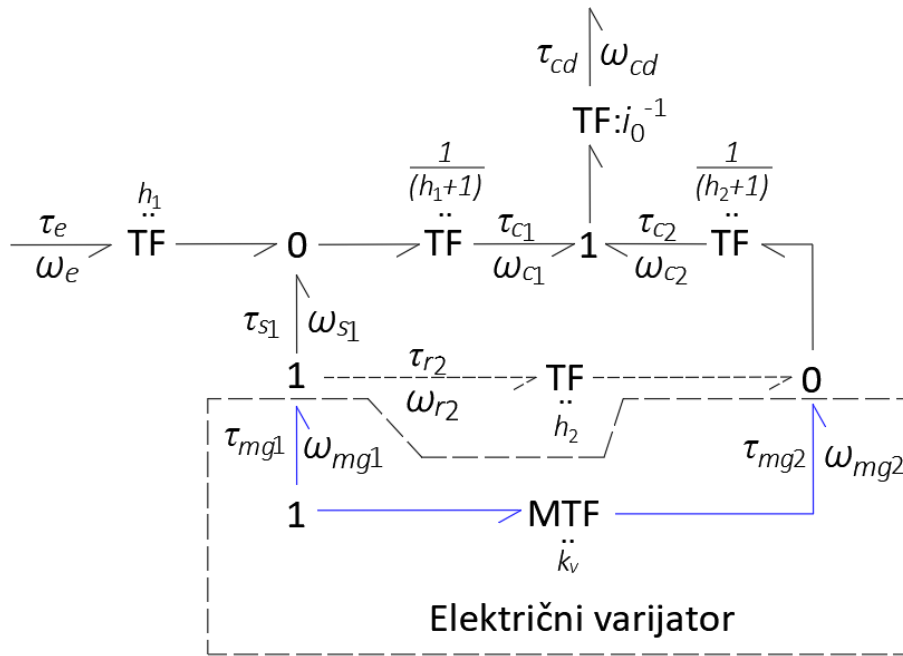 τcd ωcd
TF:i₀⁻¹
h₁ 1/(h₁+1) 1/(h₂+1)
τe TF 0 TF τc1 1 τc2 TF
ωe ωc1 ωc2
τs1 ωs1
1 τr2 TF 0
ωr2 h₂
τmg1 ωmg1 τmg2 ωmg2
1 MTF
kᵥ
Električni varijator